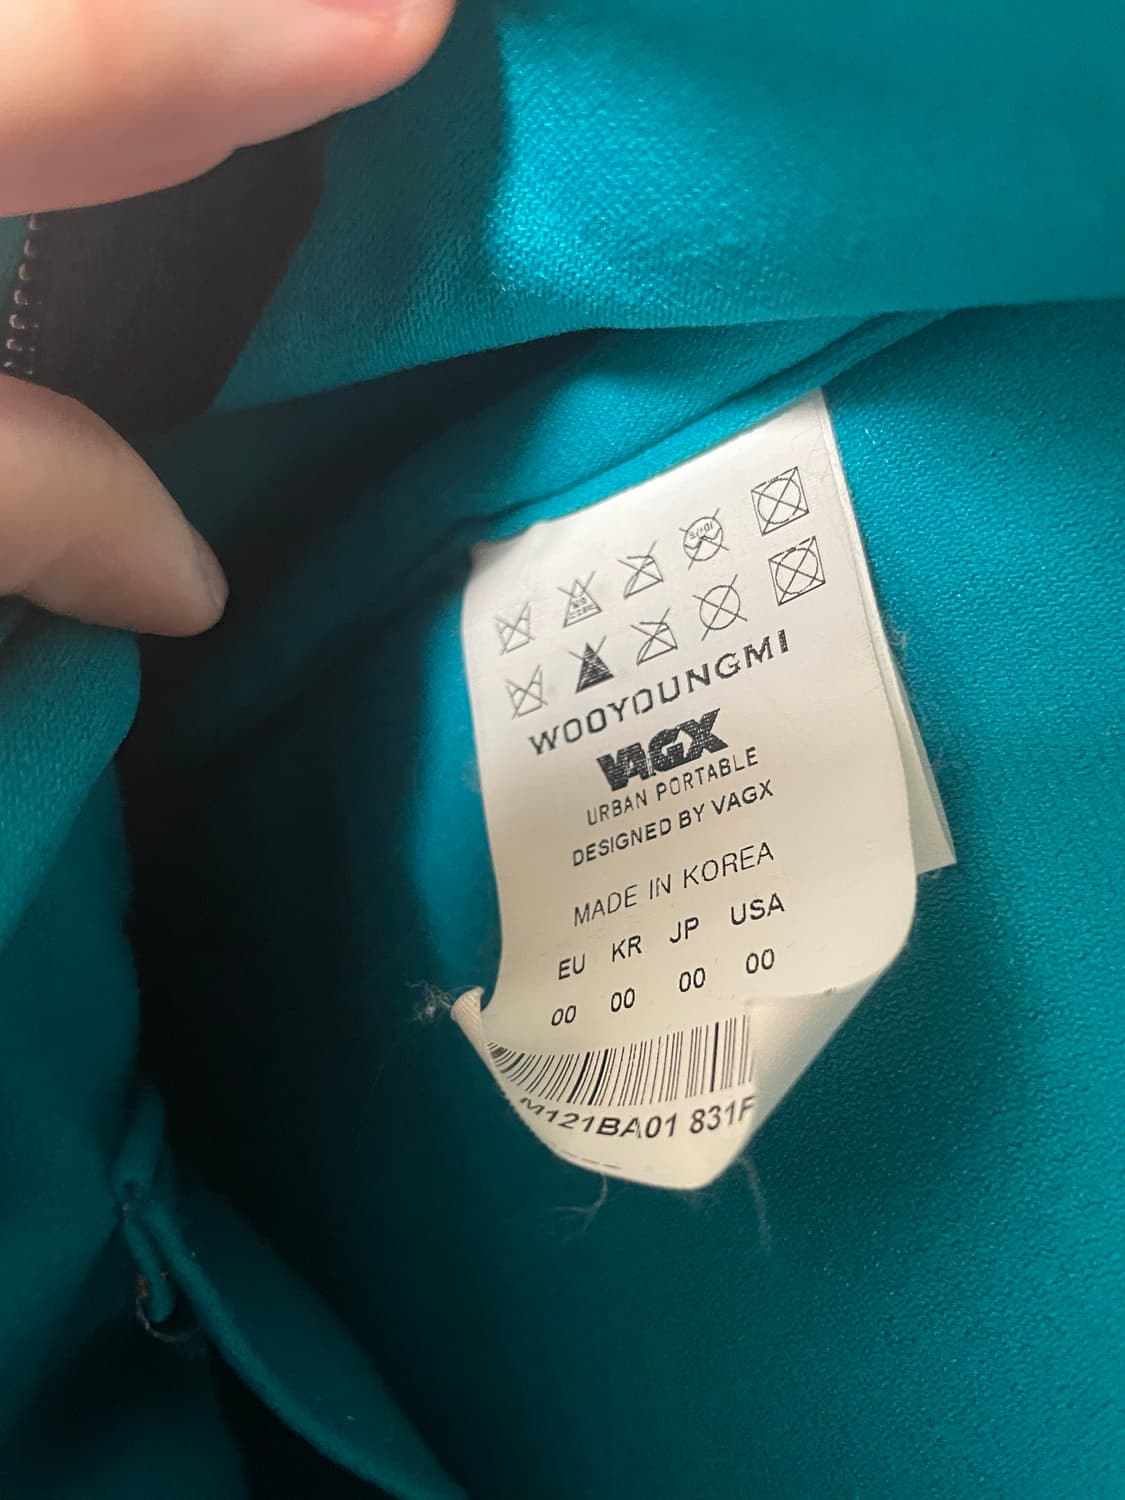 WOOYOUNGMI
VAGX
URBAN PORTABLE
DESIGNED BY VAGX
MADE IN KOREA
EU KR JP USA
00 00 00 00
M121BA01 831F